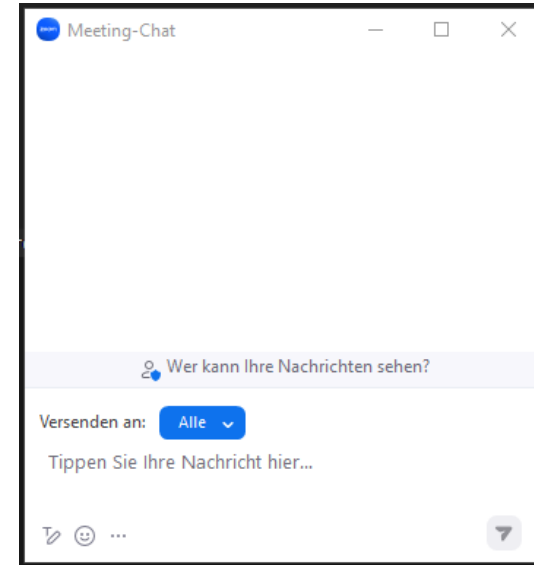 Meeting-Chat
Wer kann Ihre Nachrichten sehen?
Versenden an: Alle
Tippen Sie Ihre Nachricht hier...